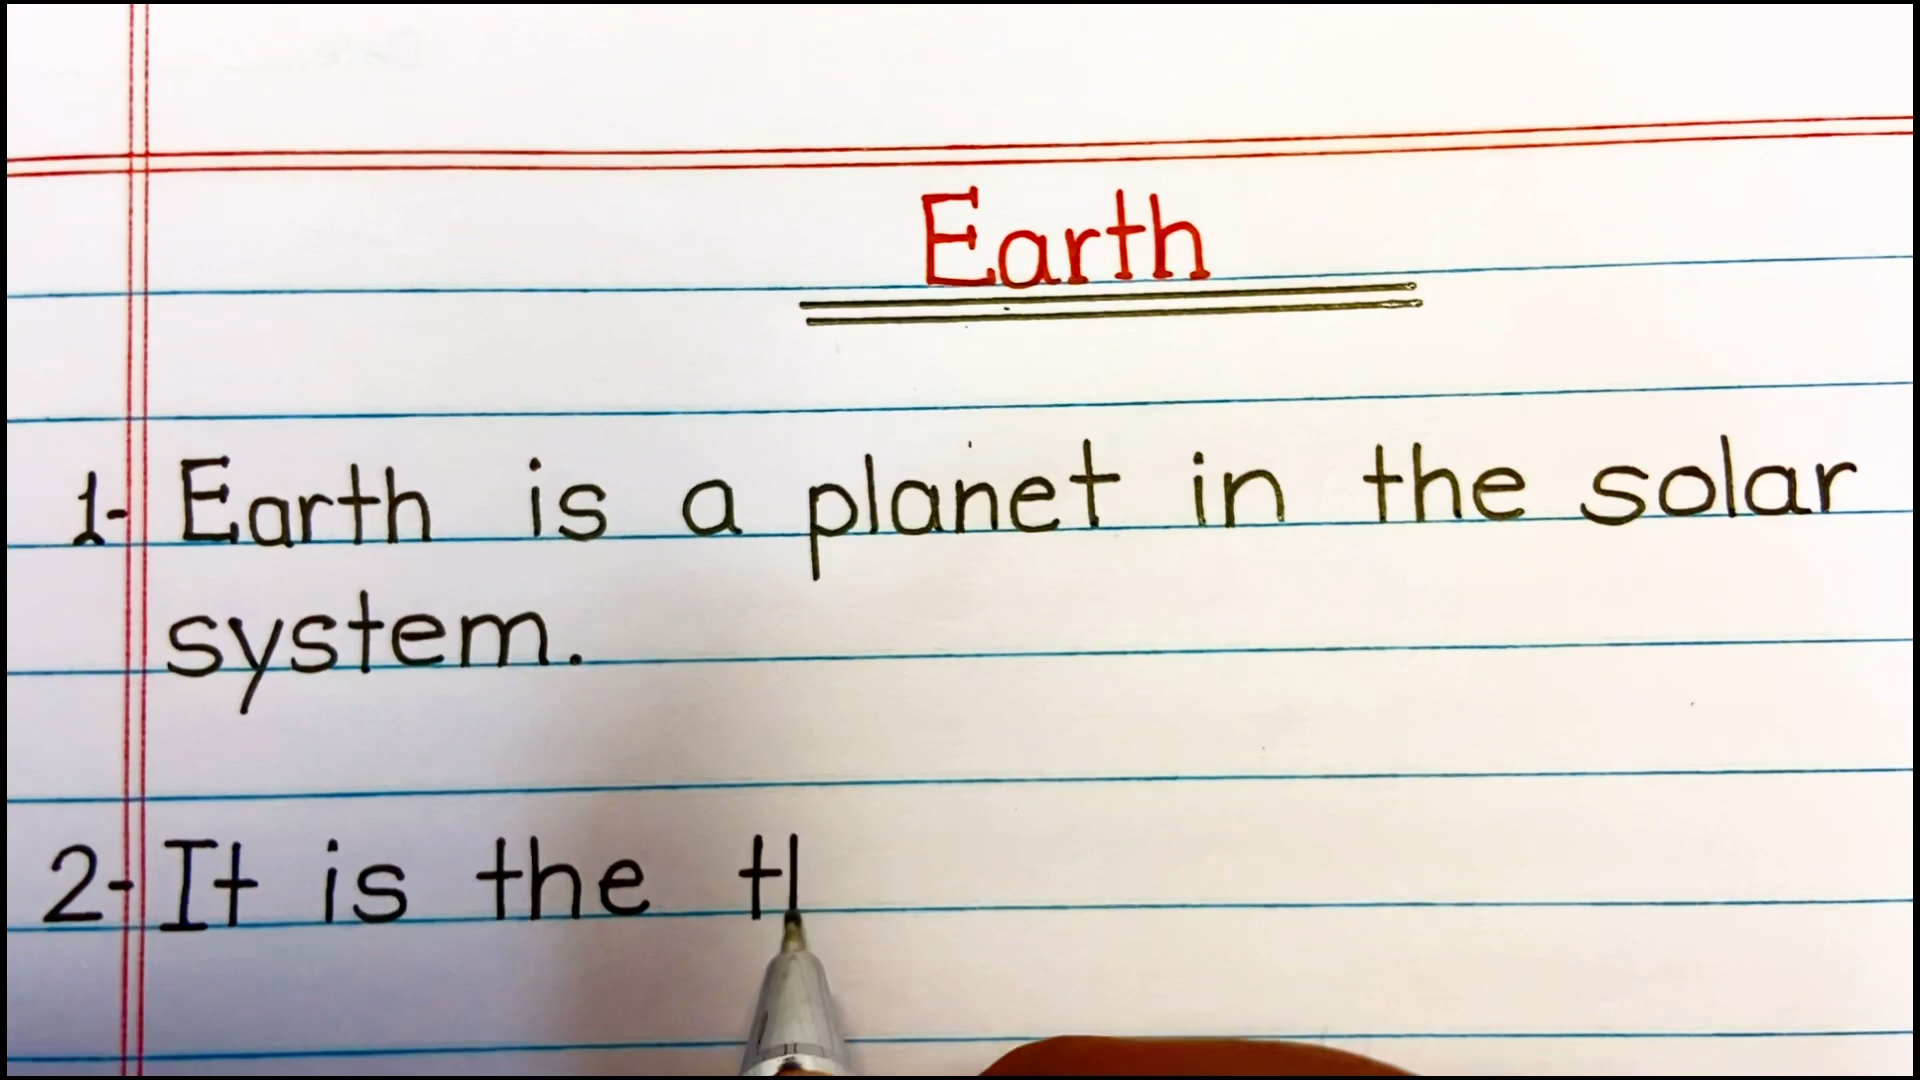 Earth
1- Earth is a planet in the solar
system.
2- It is the